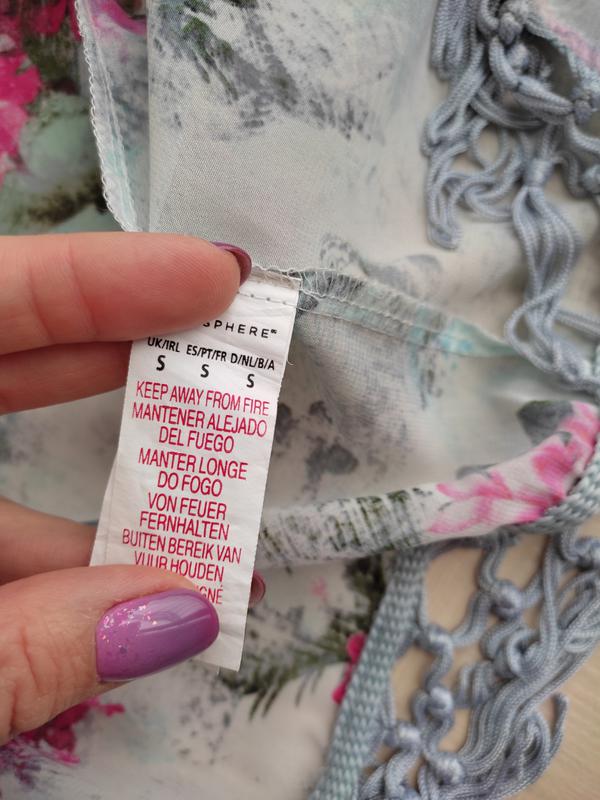 SPHERE
UK/IRL ES/PT/FR D/NL/B/A
S S S
KEEP AWAY FROM FIRE
MANTENER ALEJADO
DEL FUEGO
MANTER LONGE
DO FOGO
VON FEUER
FERNHALTEN
BUITEN BEREIK VAN
VUUR HOUDEN